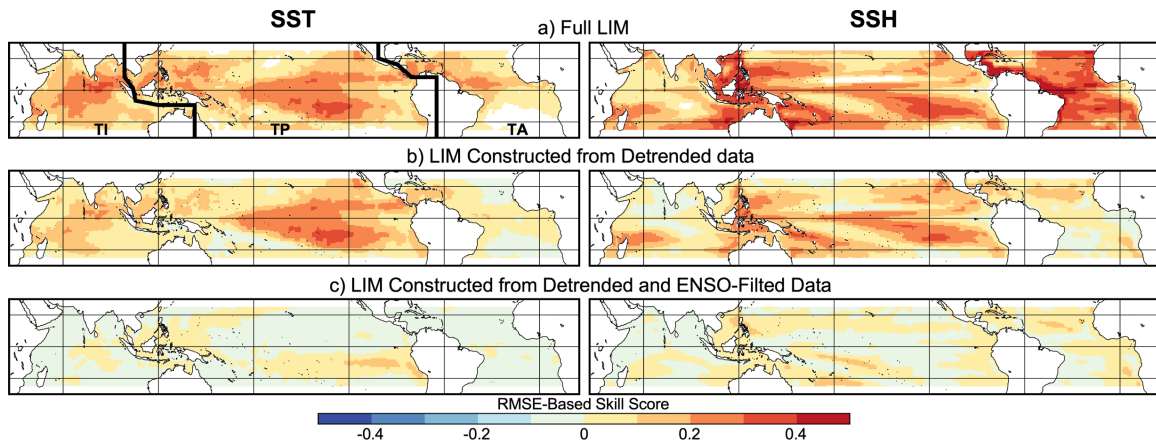 SST SSH
a) Full LIM
TI TP TA
b) LIM Constructed from Detrended data
c) LIM Constructed from Detrended and ENSO-Filted Data
RMSE-Based Skill Score
-0.4 -0.2 0 0.2 0.4